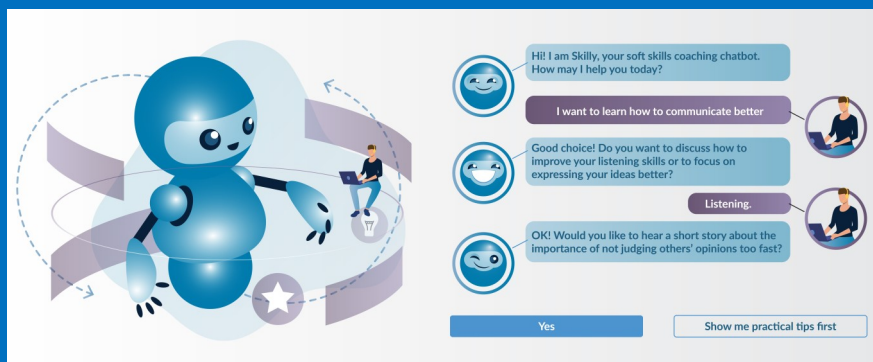 Hi! I am Skilly, your soft skills coaching chatbot.
How may I help you today?
I want to learn how to communicate better
Good choice! Do you want to discuss how to
improve your listening skills or to focus on
expressing your ideas better?
Listening.
OK! Would you like to hear a short story about the
importance of not judging others' opinions too fast?
Yes
Show me practical tips first